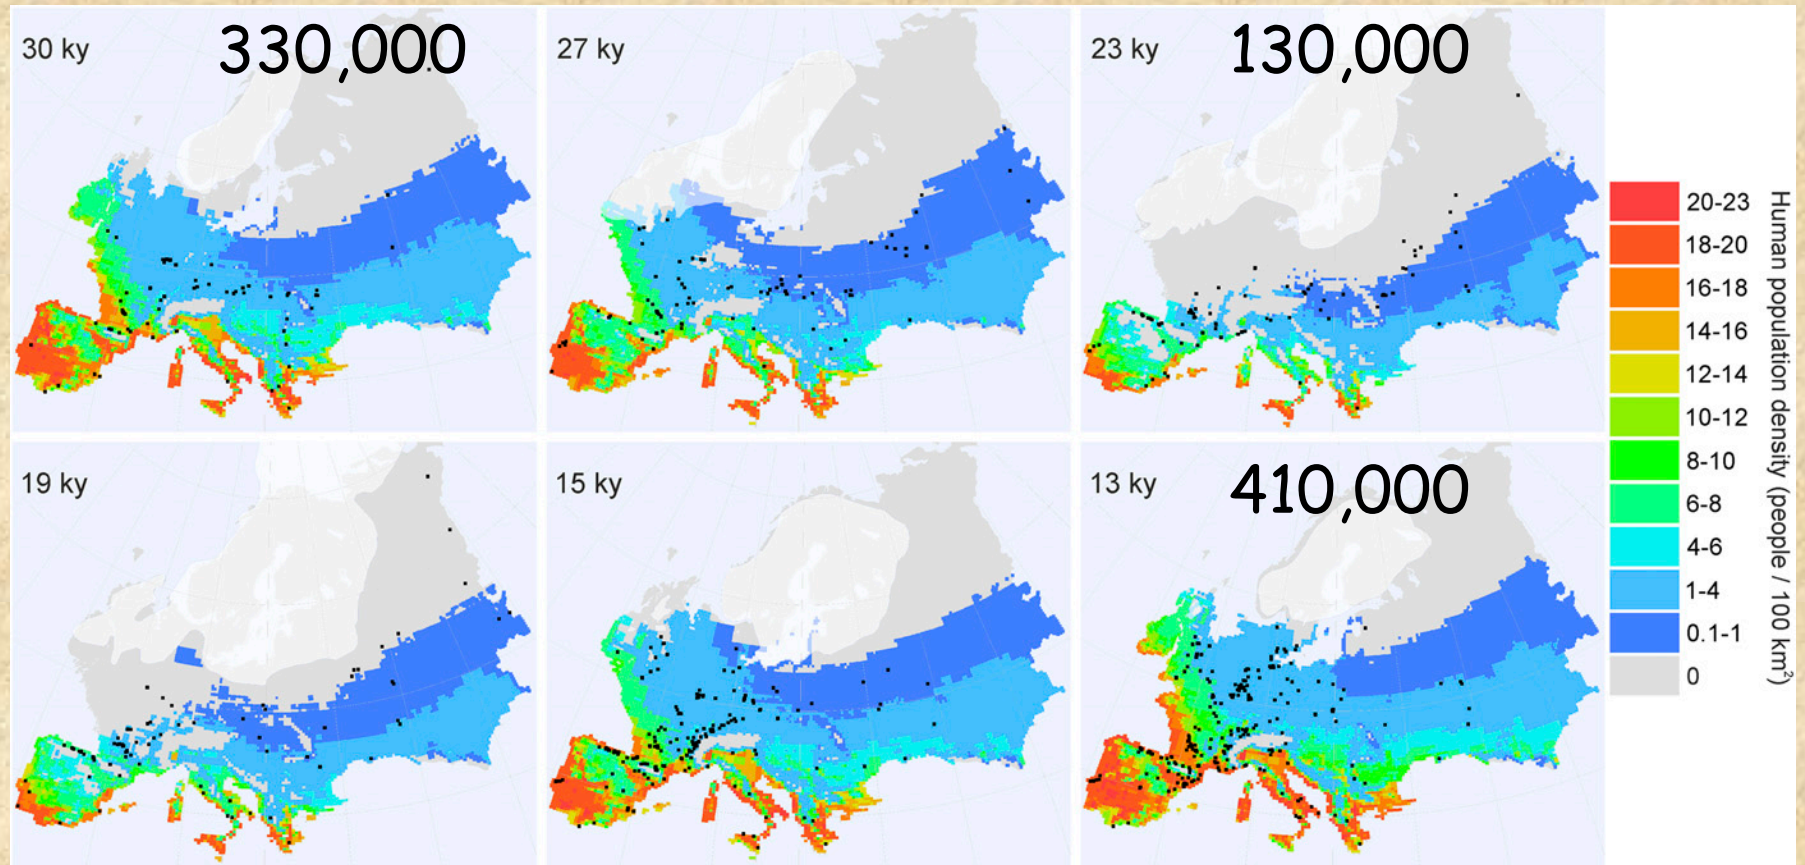 30 ky
330,000
27 ky
23 ky
130,000
19 ky
15 ky
13 ky
410,000
20-23
18-20
16-18
14-16
12-14
10-12
8-10
6-8
4-6
1-4
0.1-1
0
Human population density (people / 100 km²)